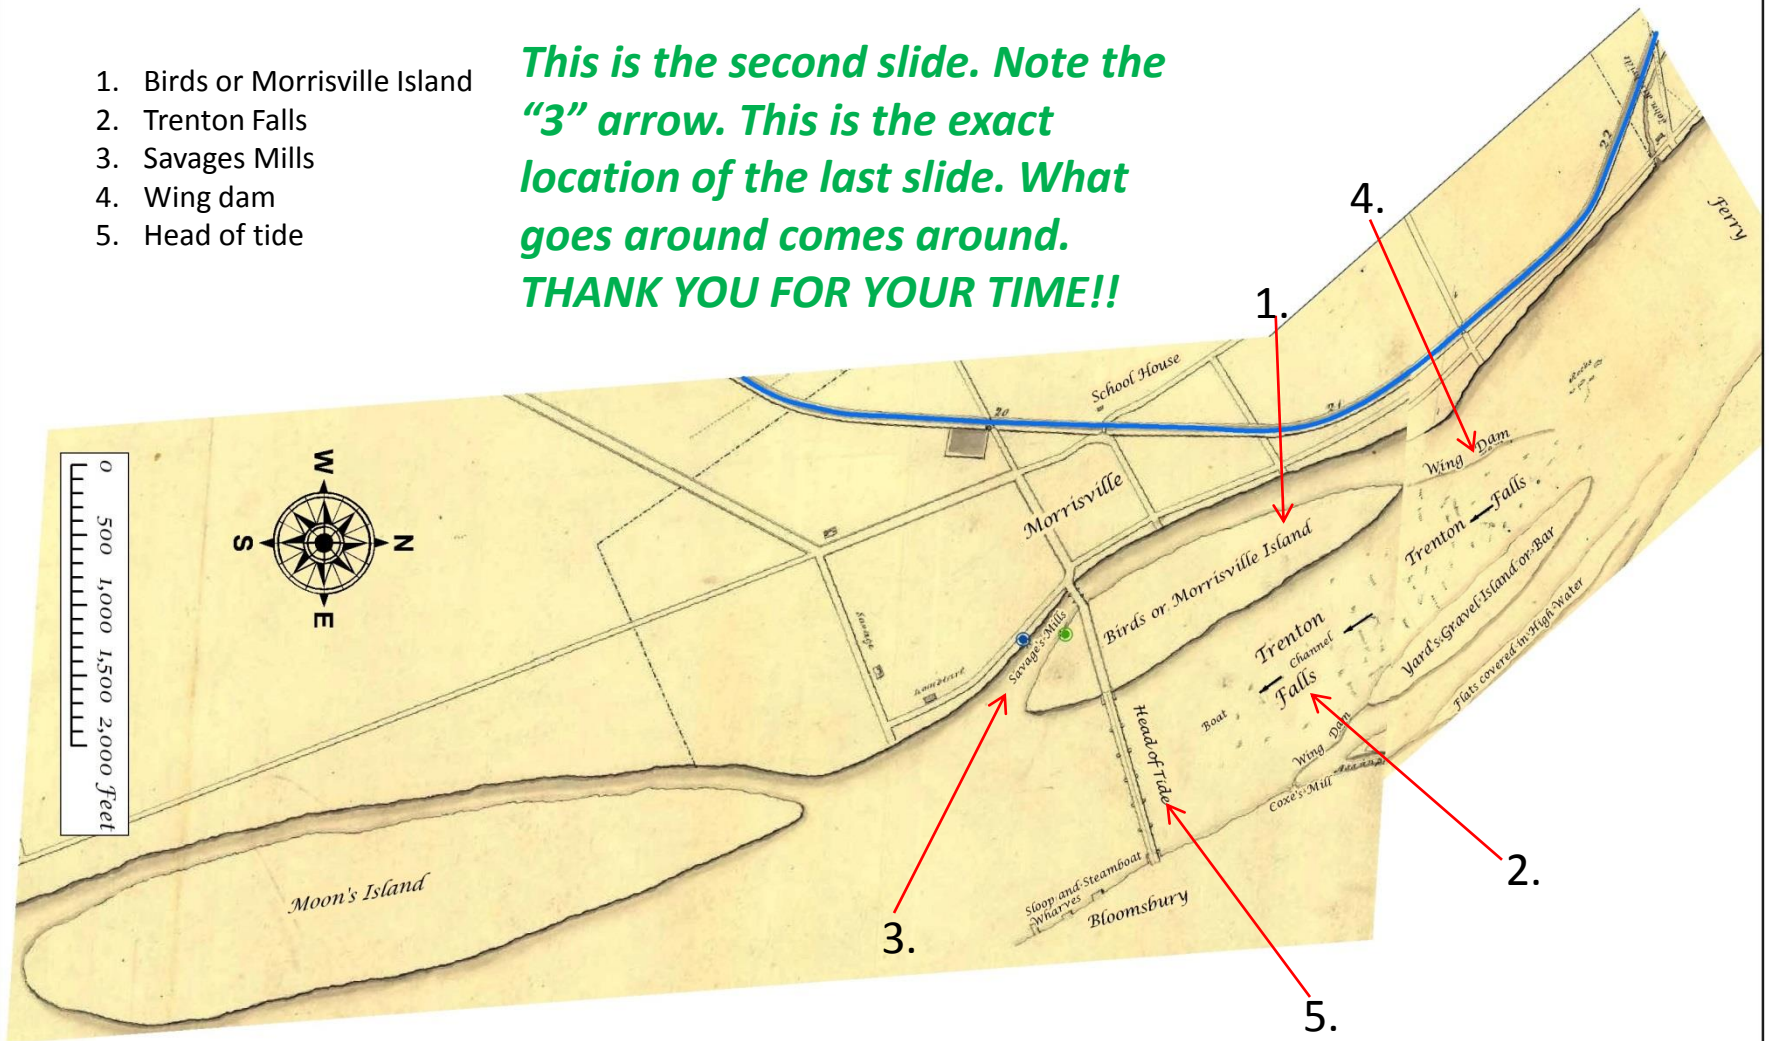 1. Birds or Morrisville Island
2. Trenton Falls
3. Savages Mills
4. Wing dam
5. Head of tide
This is the second slide. Note the
“3” arrow. This is the exact
location of the last slide. What
goes around comes around.
THANK YOU FOR YOUR TIME!!
4.
1.
22
Ferry
School House
20
21
Rocks
Wing Dam
Morrisville
Trenton Falls
Birds or Morrisville Island
Yard's Gravel Island or Bar
Flats covered in High Water
Trenton
Channel
Falls
Boat
Wing Dam
Coxe's Mill
Savage's Mills
Savage
Head of Tide
W
N
S
E
0 500 1,000 1,500 2,000 Feet
Moon's Island
Sloop and Steamboat
Wharves
Bloomsbury
3.
2.
5.